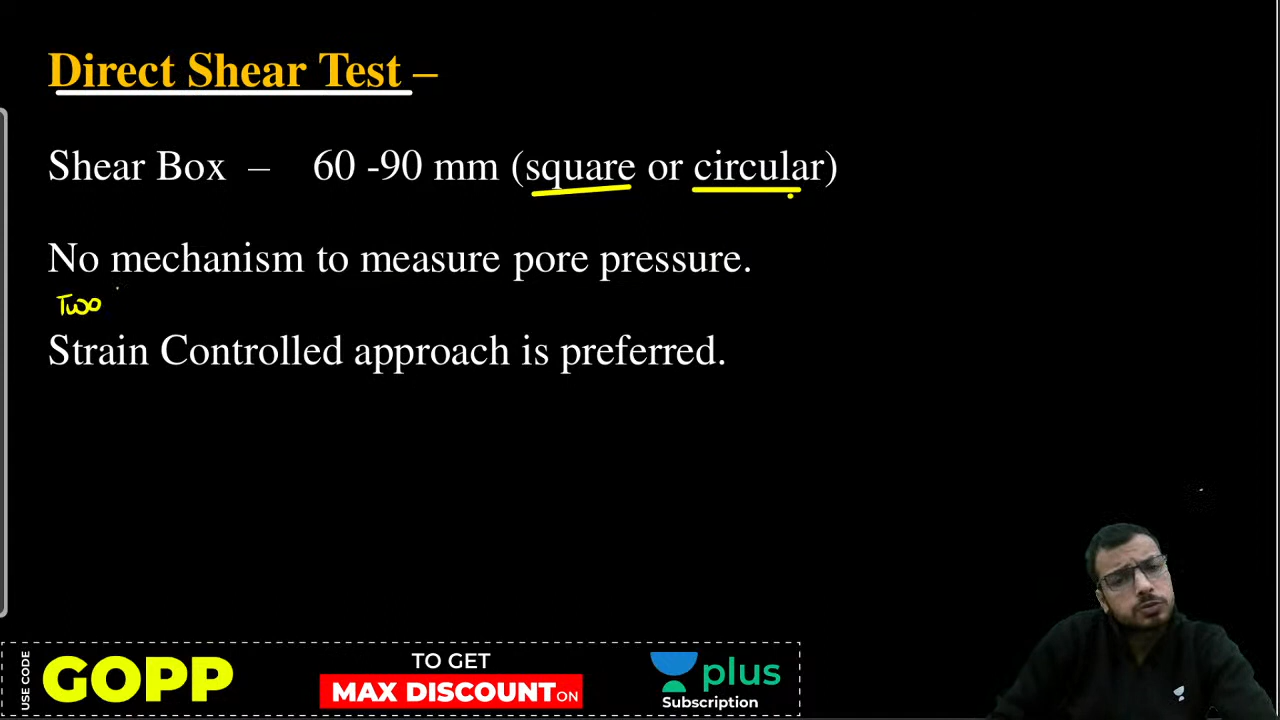 Direct Shear Test –
Shear Box – 60 -90 mm (square or circular)
No mechanism to measure pore pressure.
Two
Strain Controlled approach is preferred.
USE CODE
GOPP
TO GET
MAX DISCOUNT ON
plus
Subscription